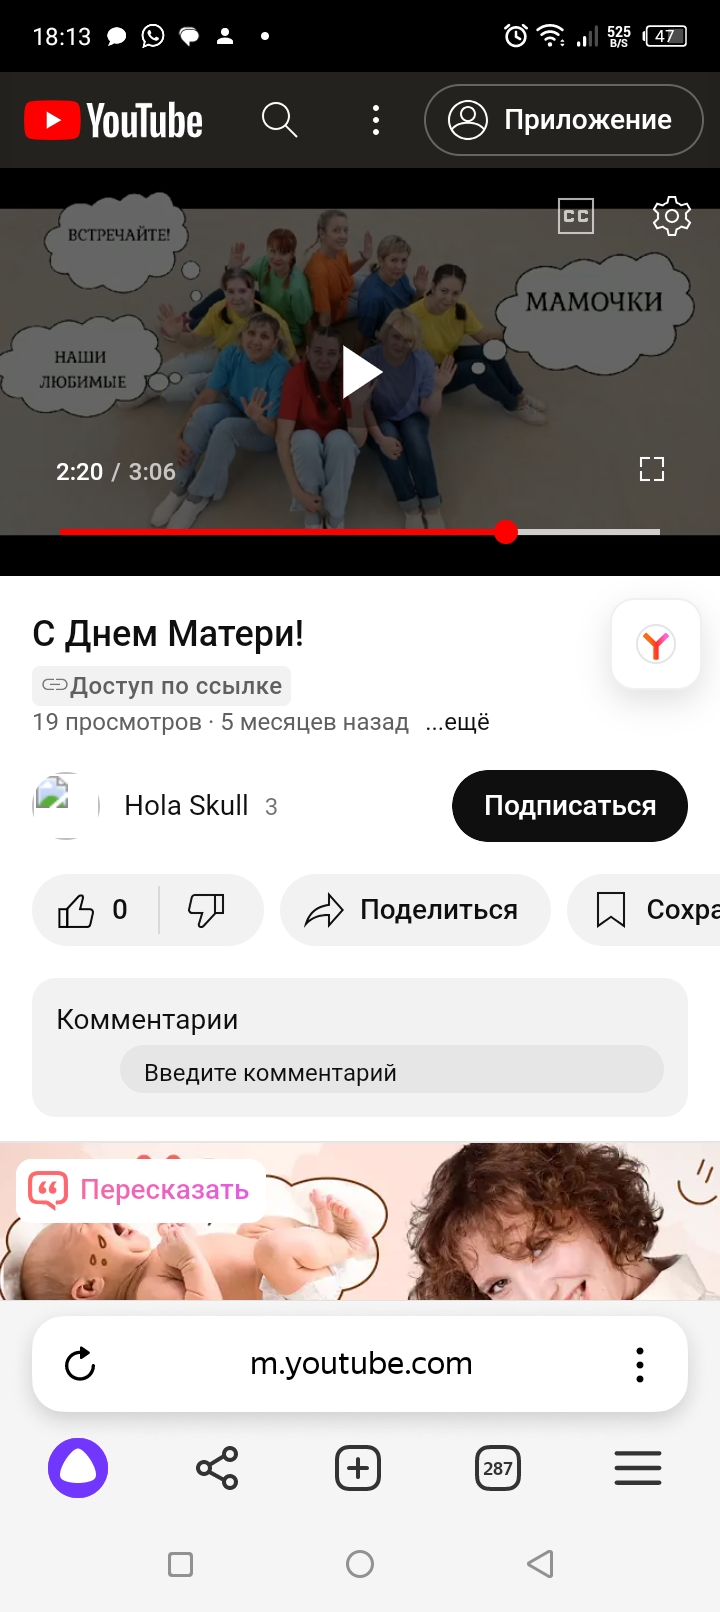 18:13
525
B/S
47
YouTube
Приложение
CC
ВСТРЕЧАЙТЕ!
МАМОЧКИ
НАШИ
ЛЮБИМЫЕ
2:20 / 3:06
С Днем Матери!
Доступ по ссылке
19 просмотров · 5 месяцев назад ...ещё
Hola Skull 3
Подписаться
0
Поделиться
Сохра
Комментарии
Введите комментарий
Пересказать
m.youtube.com
287